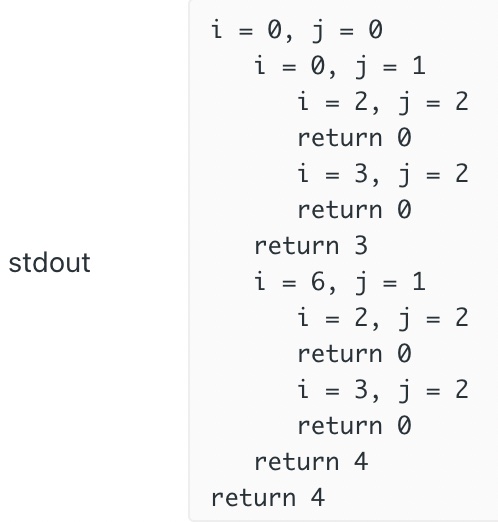 stdout
i = 0, j = 0
i = 0, j = 1
i = 2, j = 2
return 0
i = 3, j = 2
return 0
return 3
i = 6, j = 1
i = 2, j = 2
return 0
i = 3, j = 2
return 0
return 4
return 4